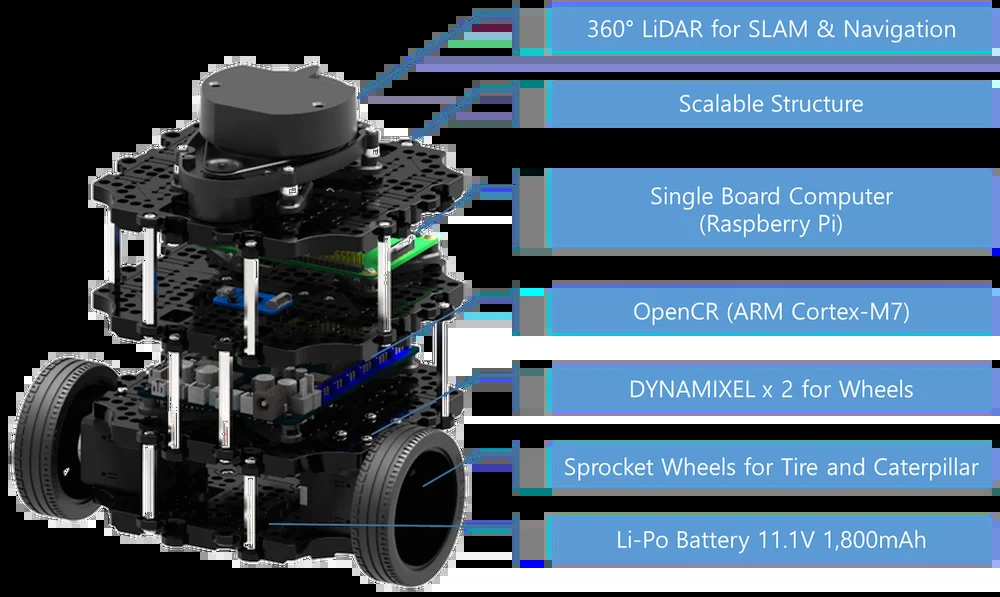 360° LiDAR for SLAM & Navigation
Scalable Structure
Single Board Computer
(Raspberry Pi)
OpenCR (ARM Cortex-M7)
DYNAMIXEL x 2 for Wheels
Sprocket Wheels for Tire and Caterpillar
Li-Po Battery 11.1V 1,800mAh